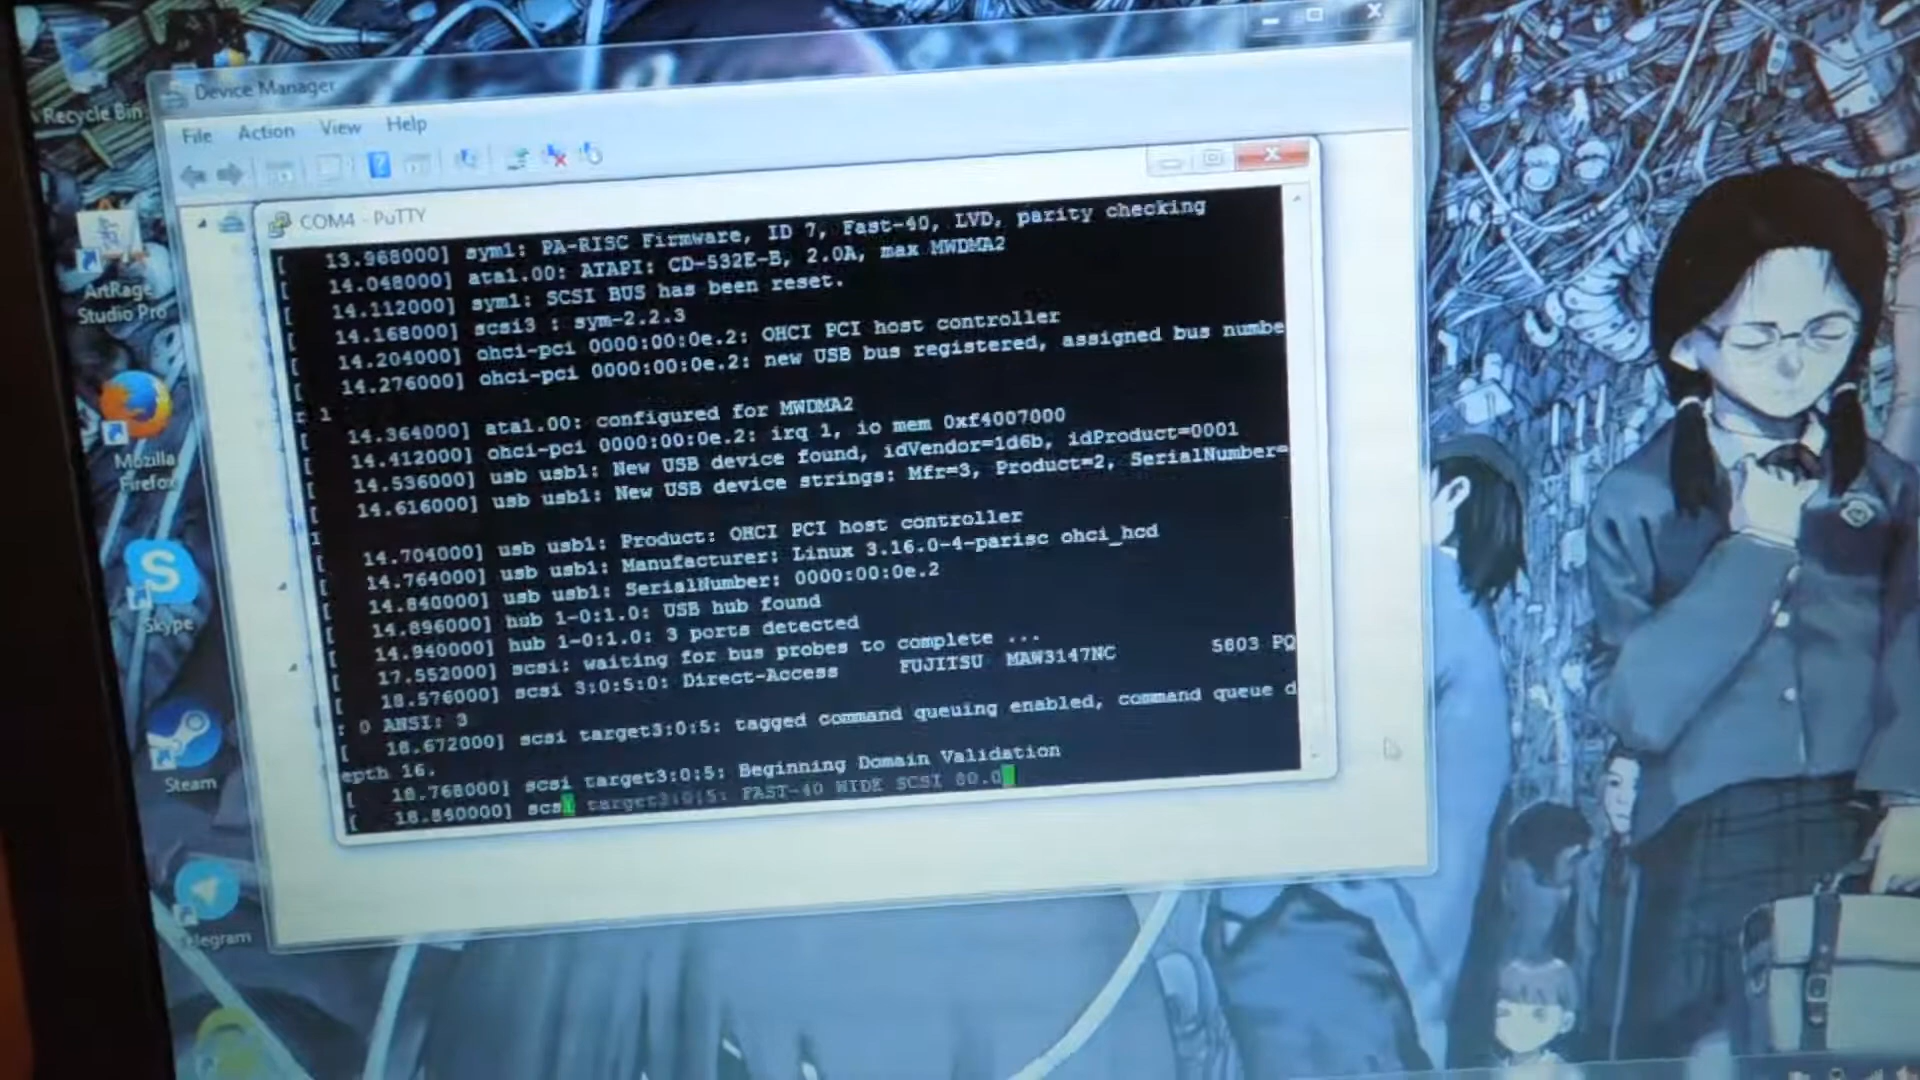 Recycle Bin
Device Manager
File Action View Help
COM4 - PuTTY
[ 13.968000] sym1: PA-RISC Firmware, ID 7, Fast-40, LVD, parity checking
[ 14.048000] ata1.00: ATAPI: CD-532E-B, 2.0A, max MWDMA2
[ 14.112000] sym1: SCSI BUS has been reset.
[ 14.168000] scsi3 : sym-2.2.3
[ 14.204000] ohci-pci 0000:00:0e.2: OHCI PCI host controller
[ 14.276000] ohci-pci 0000:00:0e.2: new USB bus registered, assigned bus numbe
r 1
[ 14.364000] ata1.00: configured for MWDMA2
[ 14.412000] ohci-pci 0000:00:0e.2: irq 1, io mem 0xf4007000
[ 14.536000] usb usb1: New USB device found, idVendor=1d6b, idProduct=0001
[ 14.616000] usb usb1: New USB device strings: Mfr=3, Product=2, SerialNumber=
1
[ 14.704000] usb usb1: Product: OHCI PCI host controller
[ 14.764000] usb usb1: Manufacturer: Linux 3.16.0-4-parisc ohci_hcd
[ 14.840000] usb usb1: SerialNumber: 0000:00:0e.2
[ 14.896000] hub 1-0:1.0: USB hub found
[ 14.940000] hub 1-0:1.0: 3 ports detected
[ 17.552000] scsi: waiting for bus probes to complete ...
[ 18.576000] scsi 3:0:5:0: Direct-Access FUJITSU MAW3147NC 5803 PQ
: 0 ANSI: 3
[ 18.672000] scsi target3:0:5: tagged command queuing enabled, command queue d
epth 16.
[ 18.768000] scsi target3:0:5: Beginning Domain Validation
[ 18.840000] scsi target3:0:5: FAST-40 WIDE SCSI 80.0
ArtRage
Studio Pro
Mozilla
Firefox
Skype
Steam
Telegram